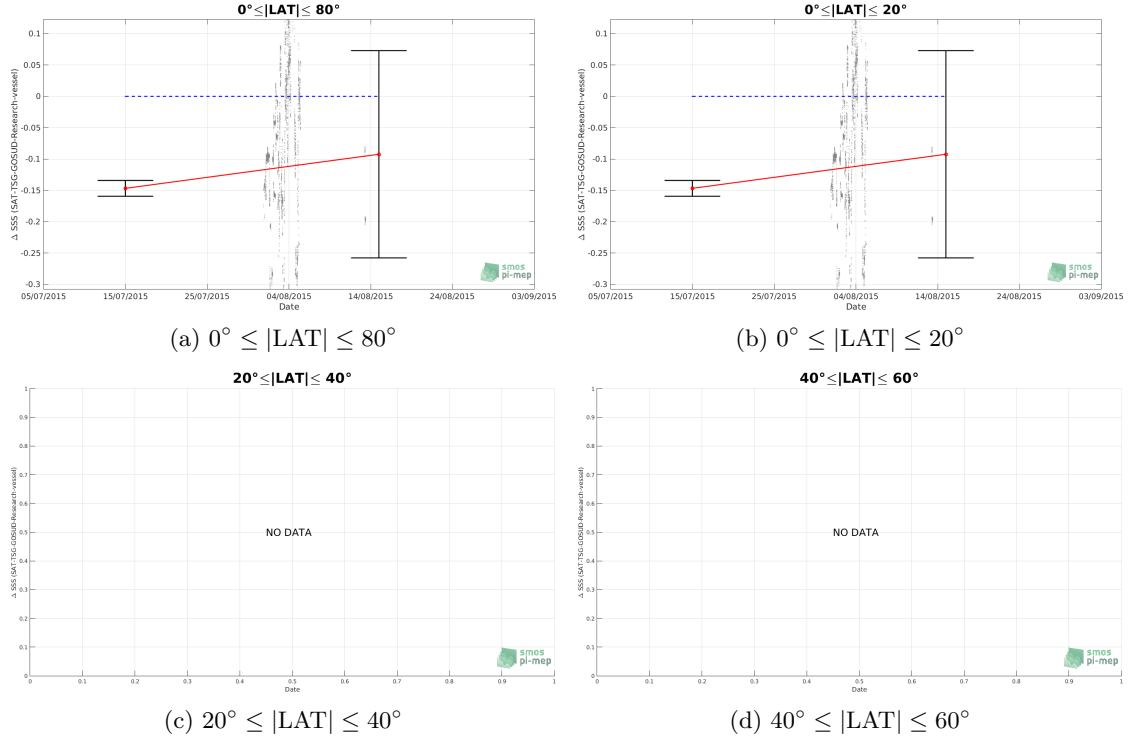 0°≤|LAT|≤ 80°
0.1
0.05
0
-0.05
-0.1
-0.15
-0.2
-0.25
-0.3
Δ SSS (SAT-TSG-GOSUD-Research-vessel)
05/07/2015 15/07/2015 25/07/2015 04/08/2015 14/08/2015 24/08/2015 03/09/2015
Date
smos
pi-mep
(a) 0° ≤ |LAT| ≤ 80°
0°≤|LAT|≤ 20°
0.1
0.05
0
-0.05
-0.1
-0.15
-0.2
-0.25
-0.3
Δ SSS (SAT-TSG-GOSUD-Research-vessel)
05/07/2015 15/07/2015 25/07/2015 04/08/2015 14/08/2015 24/08/2015 03/09/2015
Date
smos
pi-mep
(b) 0° ≤ |LAT| ≤ 20°
20°≤|LAT|≤ 40°
1
0.9
0.8
0.7
0.6
0.5
0.4
0.3
0.2
0.1
0
Δ SSS (SAT-TSG-GOSUD-Research-vessel)
NO DATA
0 0.1 0.2 0.3 0.4 0.5 0.6 0.7 0.8 0.9 1
Date
smos
pi-mep
(c) 20° ≤ |LAT| ≤ 40°
40°≤|LAT|≤ 60°
1
0.9
0.8
0.7
0.6
0.5
0.4
0.3
0.2
0.1
0
Δ SSS (SAT-TSG-GOSUD-Research-vessel)
NO DATA
0 0.1 0.2 0.3 0.4 0.5 0.6 0.7 0.8 0.9 1
Date
smos
pi-mep
(d) 40° ≤ |LAT| ≤ 60°